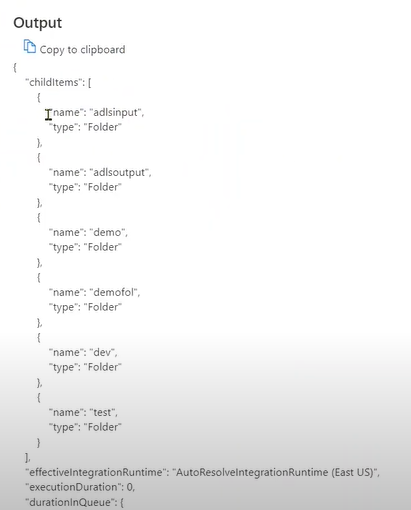 Output
Copy to clipboard
{
"childItems": [
{
"name": "adlsinput",
"type": "Folder"
},
{
"name": "adlsoutput",
"type": "Folder"
},
{
"name": "demo",
"type": "Folder"
},
{
"name": "demofol",
"type": "Folder"
},
{
"name": "dev",
"type": "Folder"
},
{
"name": "test",
"type": "Folder"
}
],
"effectiveIntegrationRuntime": "AutoResolveIntegrationRuntime (East US)",
"executionDuration": 0,
"durationInQueue": {